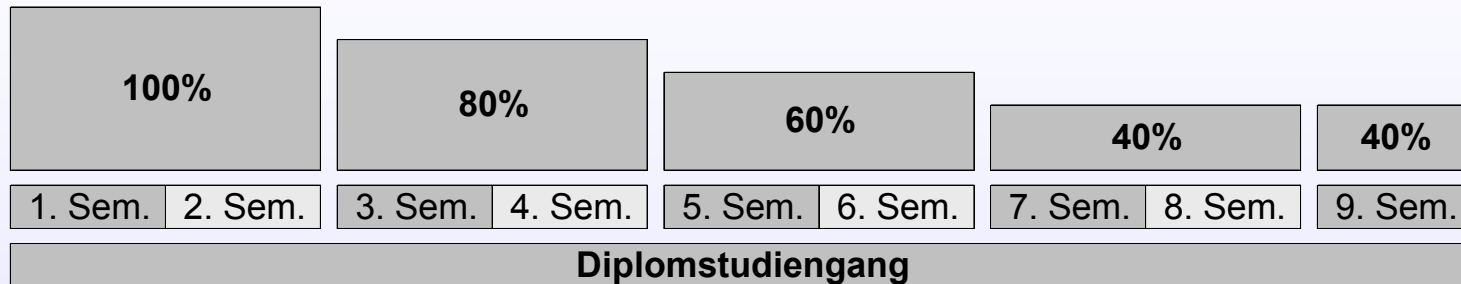 100%
80%
60%
40%
40%
1. Sem. 2. Sem. 3. Sem. 4. Sem. 5. Sem. 6. Sem. 7. Sem. 8. Sem. 9. Sem.
Diplomstudiengang